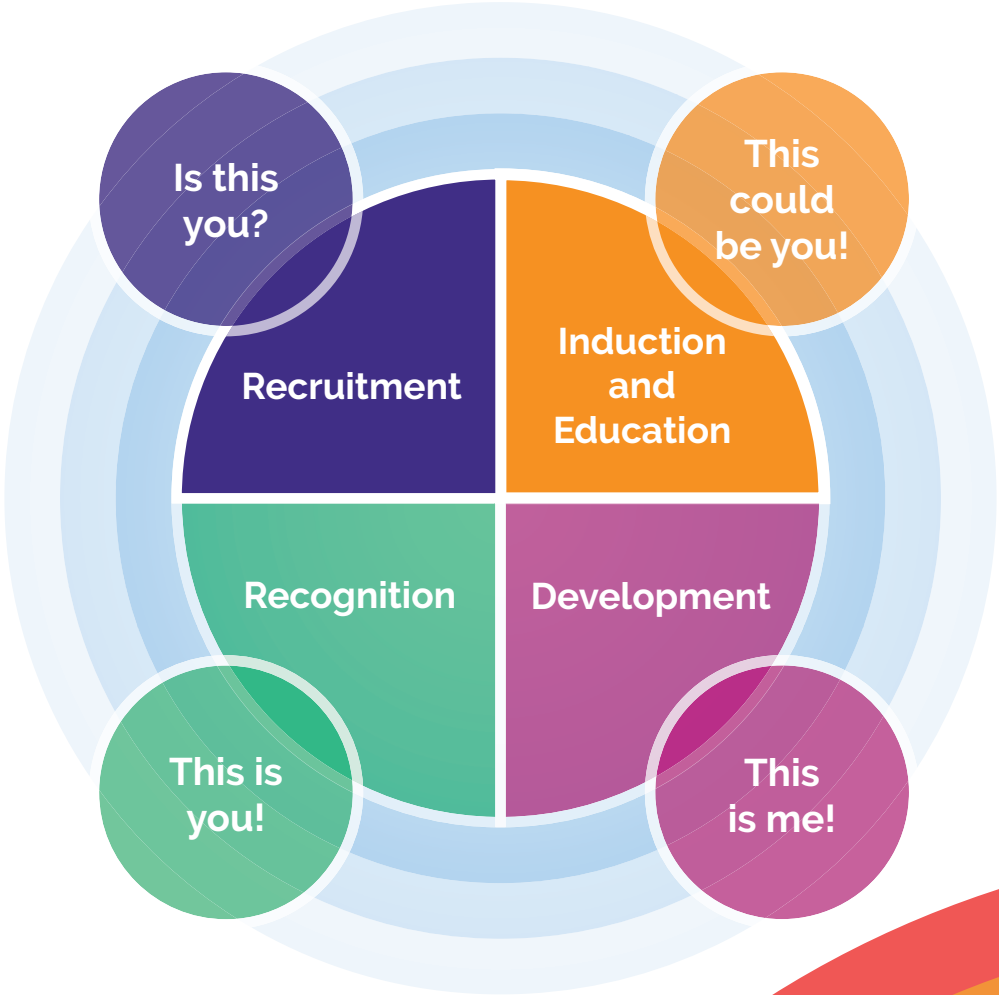 Is this
you?
This
could
be you!
Recruitment
Induction
and
Education
Recognition
Development
This is
you!
This
is me!